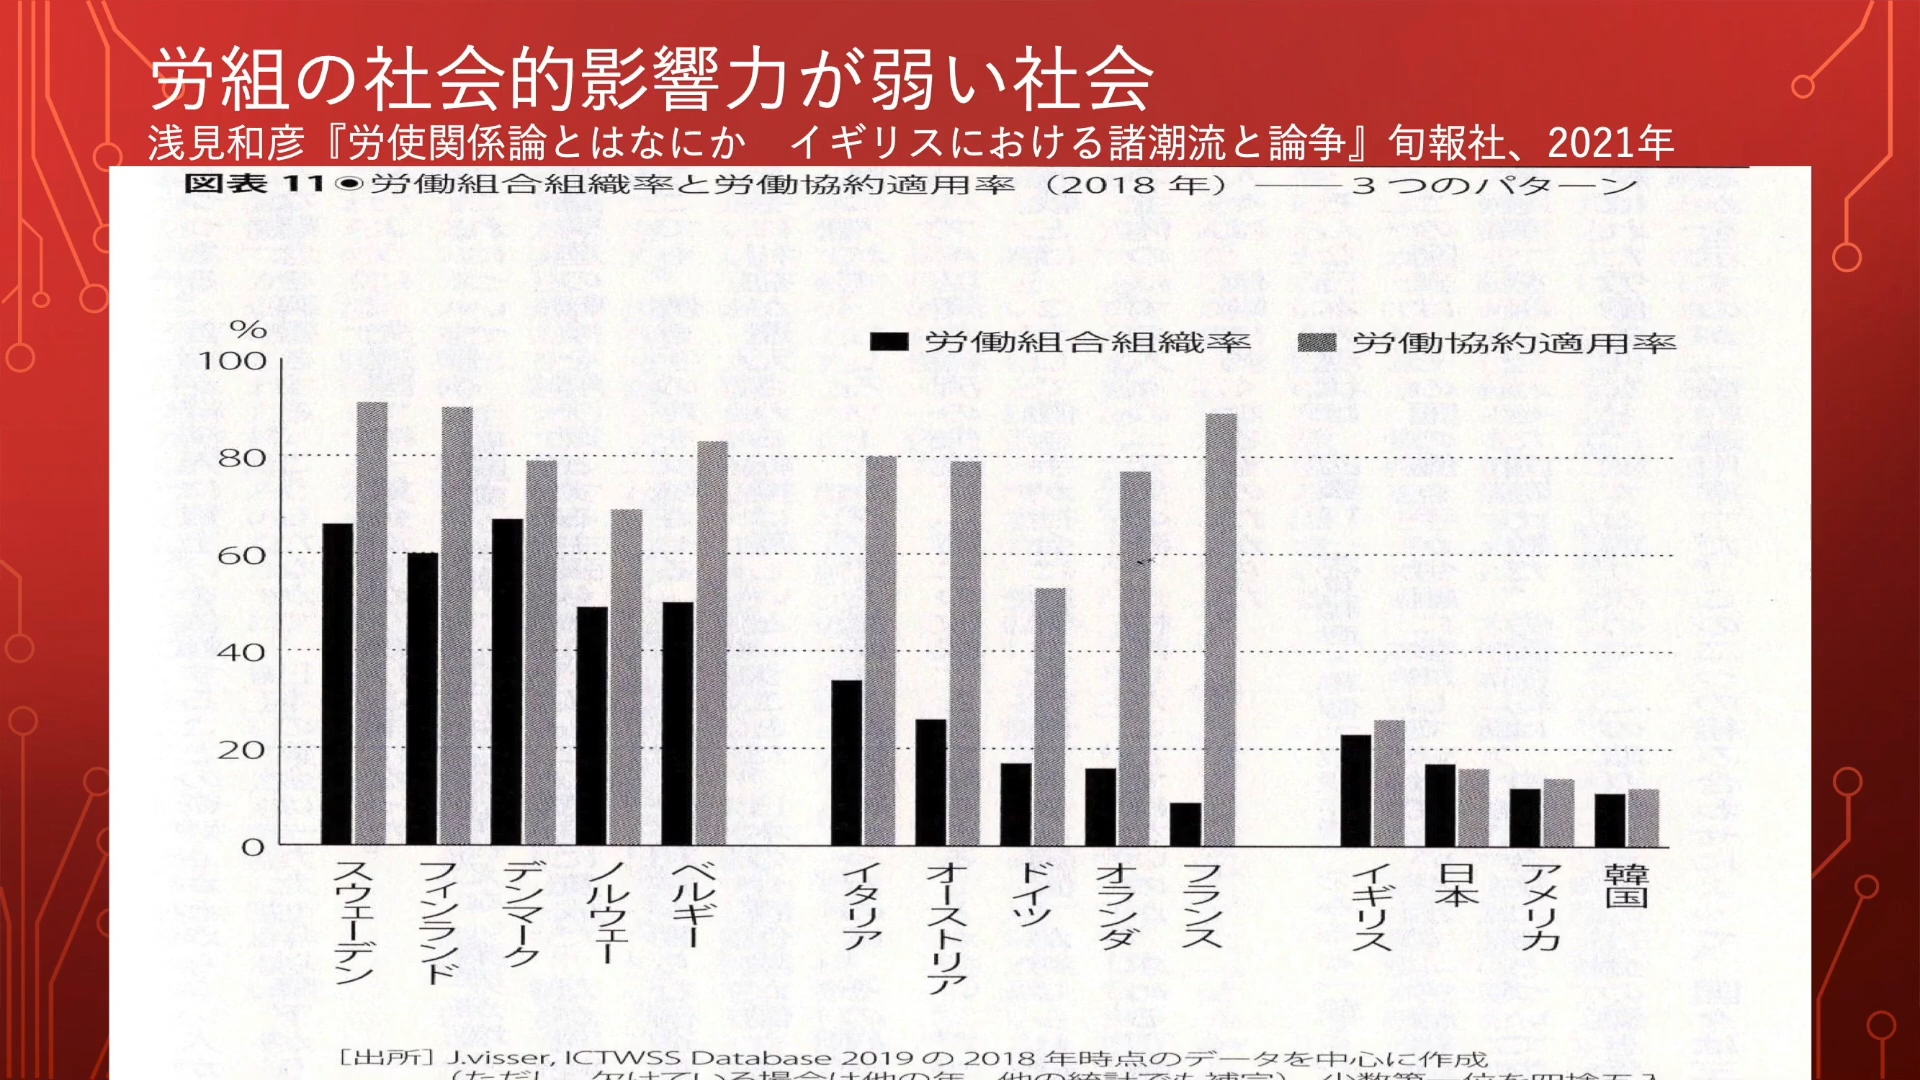 労組の社会的影響力が弱い社会
浅見和彦『労使関係論とはなにか　イギリスにおける諸潮流と論争』旬報社、2021年
図表 11◉労働組合組織率と労働協約適用率（2018 年）――3 つのパターン
%
労働組合組織率 労働協約適用率
100
80
60
40
20
0
スウェーデン
フィンランド
デンマーク
ノルウェー
ベルギー
イタリア
オーストリア
ドイツ
オランダ
フランス
イギリス
日本
アメリカ
韓国
［出所］J.visser, ICTWSS Database 2019 の 2018 年時点のデータを中心に作成